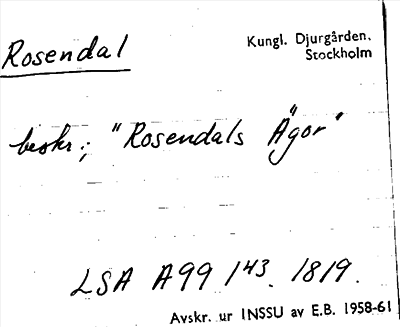 Rosendal
Kungl. Djurgården,
Stockholm
beskr.; "Rosendals Ägor"
LSA A99 143. 1819.
Avskr. ur INSSU av E.B. 1958-61